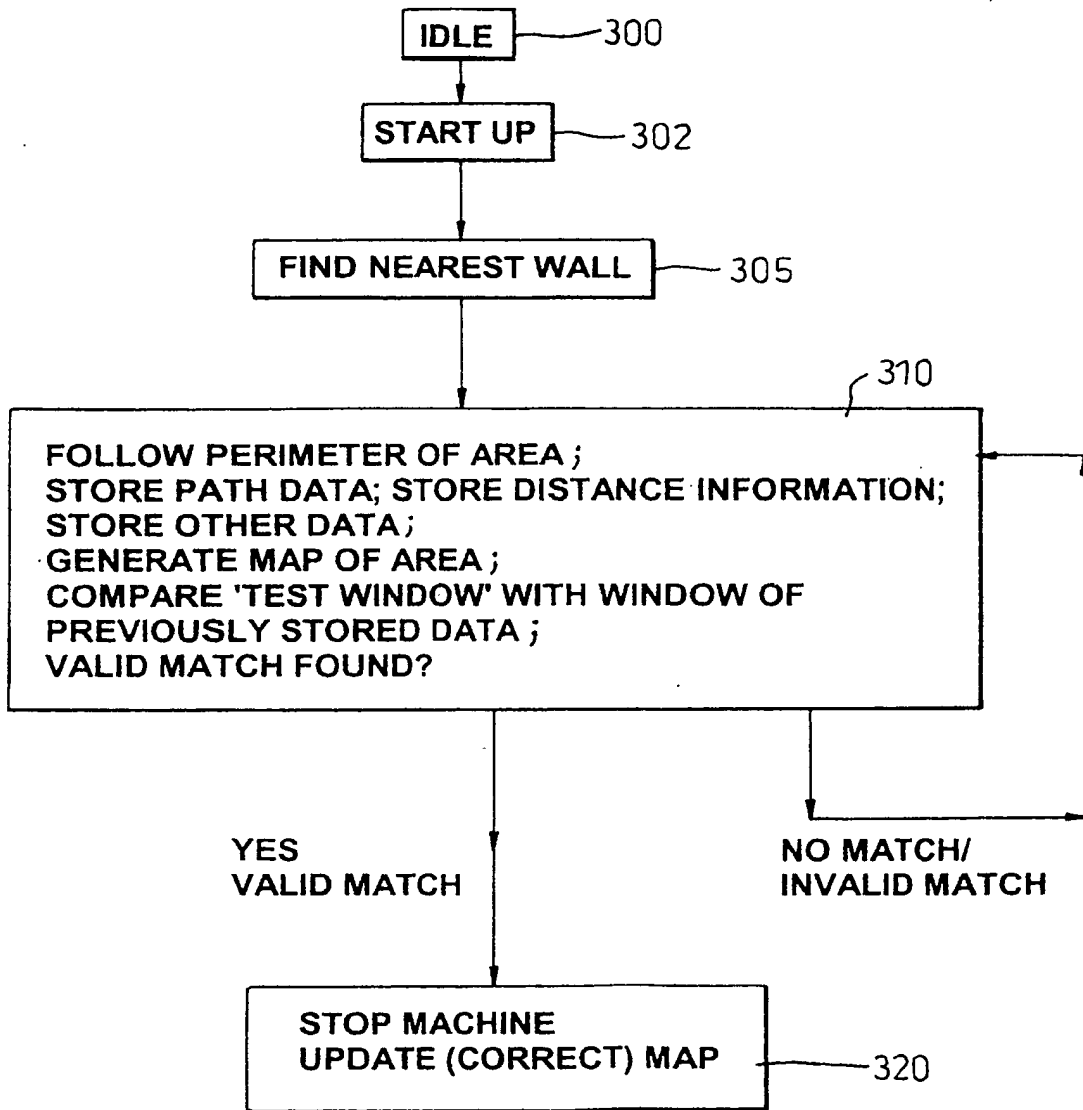 IDLE
300
START UP
302
FIND NEAREST WALL
305
310
FOLLOW PERIMETER OF AREA;
STORE PATH DATA; STORE DISTANCE INFORMATION;
STORE OTHER DATA;
GENERATE MAP OF AREA;
COMPARE 'TEST WINDOW' WITH WINDOW OF
PREVIOUSLY STORED DATA;
VALID MATCH FOUND?
YES
VALID MATCH
NO MATCH/
INVALID MATCH
STOP MACHINE
UPDATE (CORRECT) MAP
320